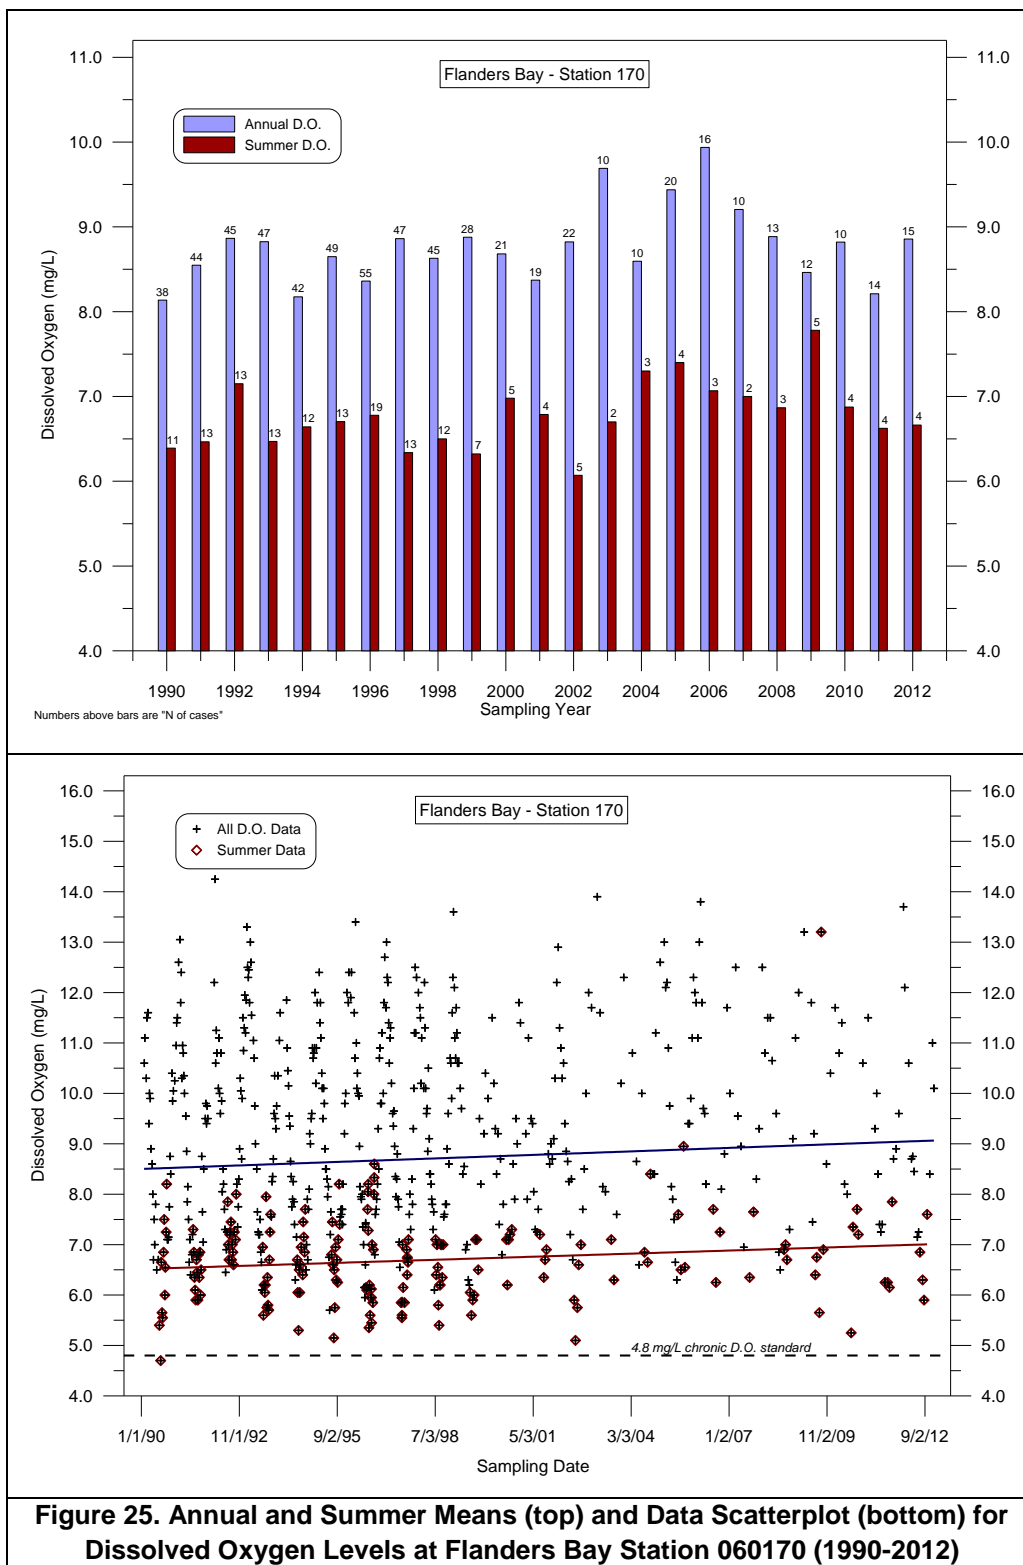 Flanders Bay - Station 170
Annual D.O.
Summer D.O.
11.0 11.0
10.0 10.0
9.0 9.0
8.0 8.0
7.0 7.0
6.0 6.0
5.0 5.0
4.0 4.0
Dissolved Oxygen (mg/L)
38 44 45 47 42 49 55 47 45 28 21 19 22 10 10 20 16 10 13 12 10 14 15
11 13 13 13 12 13 19 13 12 7 5 4 5 2 3 4 3 2 3 5 4 4 4
1990 1992 1994 1996 1998 2000 2002 2004 2006 2008 2010 2012
Sampling Year
Numbers above bars are "N of cases"
Flanders Bay - Station 170
All D.O. Data
Summer Data
16.0 16.0
15.0 15.0
14.0 14.0
13.0 13.0
12.0 12.0
11.0 11.0
10.0 10.0
9.0 9.0
8.0 8.0
7.0 7.0
6.0 6.0
5.0 5.0
4.0 4.0
Dissolved Oxygen (mg/L)
4.8 mg/L chronic D.O. standard
1/1/90 11/1/92 9/2/95 7/3/98 5/3/01 3/3/04 1/2/07 11/2/09 9/2/12
Sampling Date
Figure 25. Annual and Summer Means (top) and Data Scatterplot (bottom) for
Dissolved Oxygen Levels at Flanders Bay Station 060170 (1990-2012)